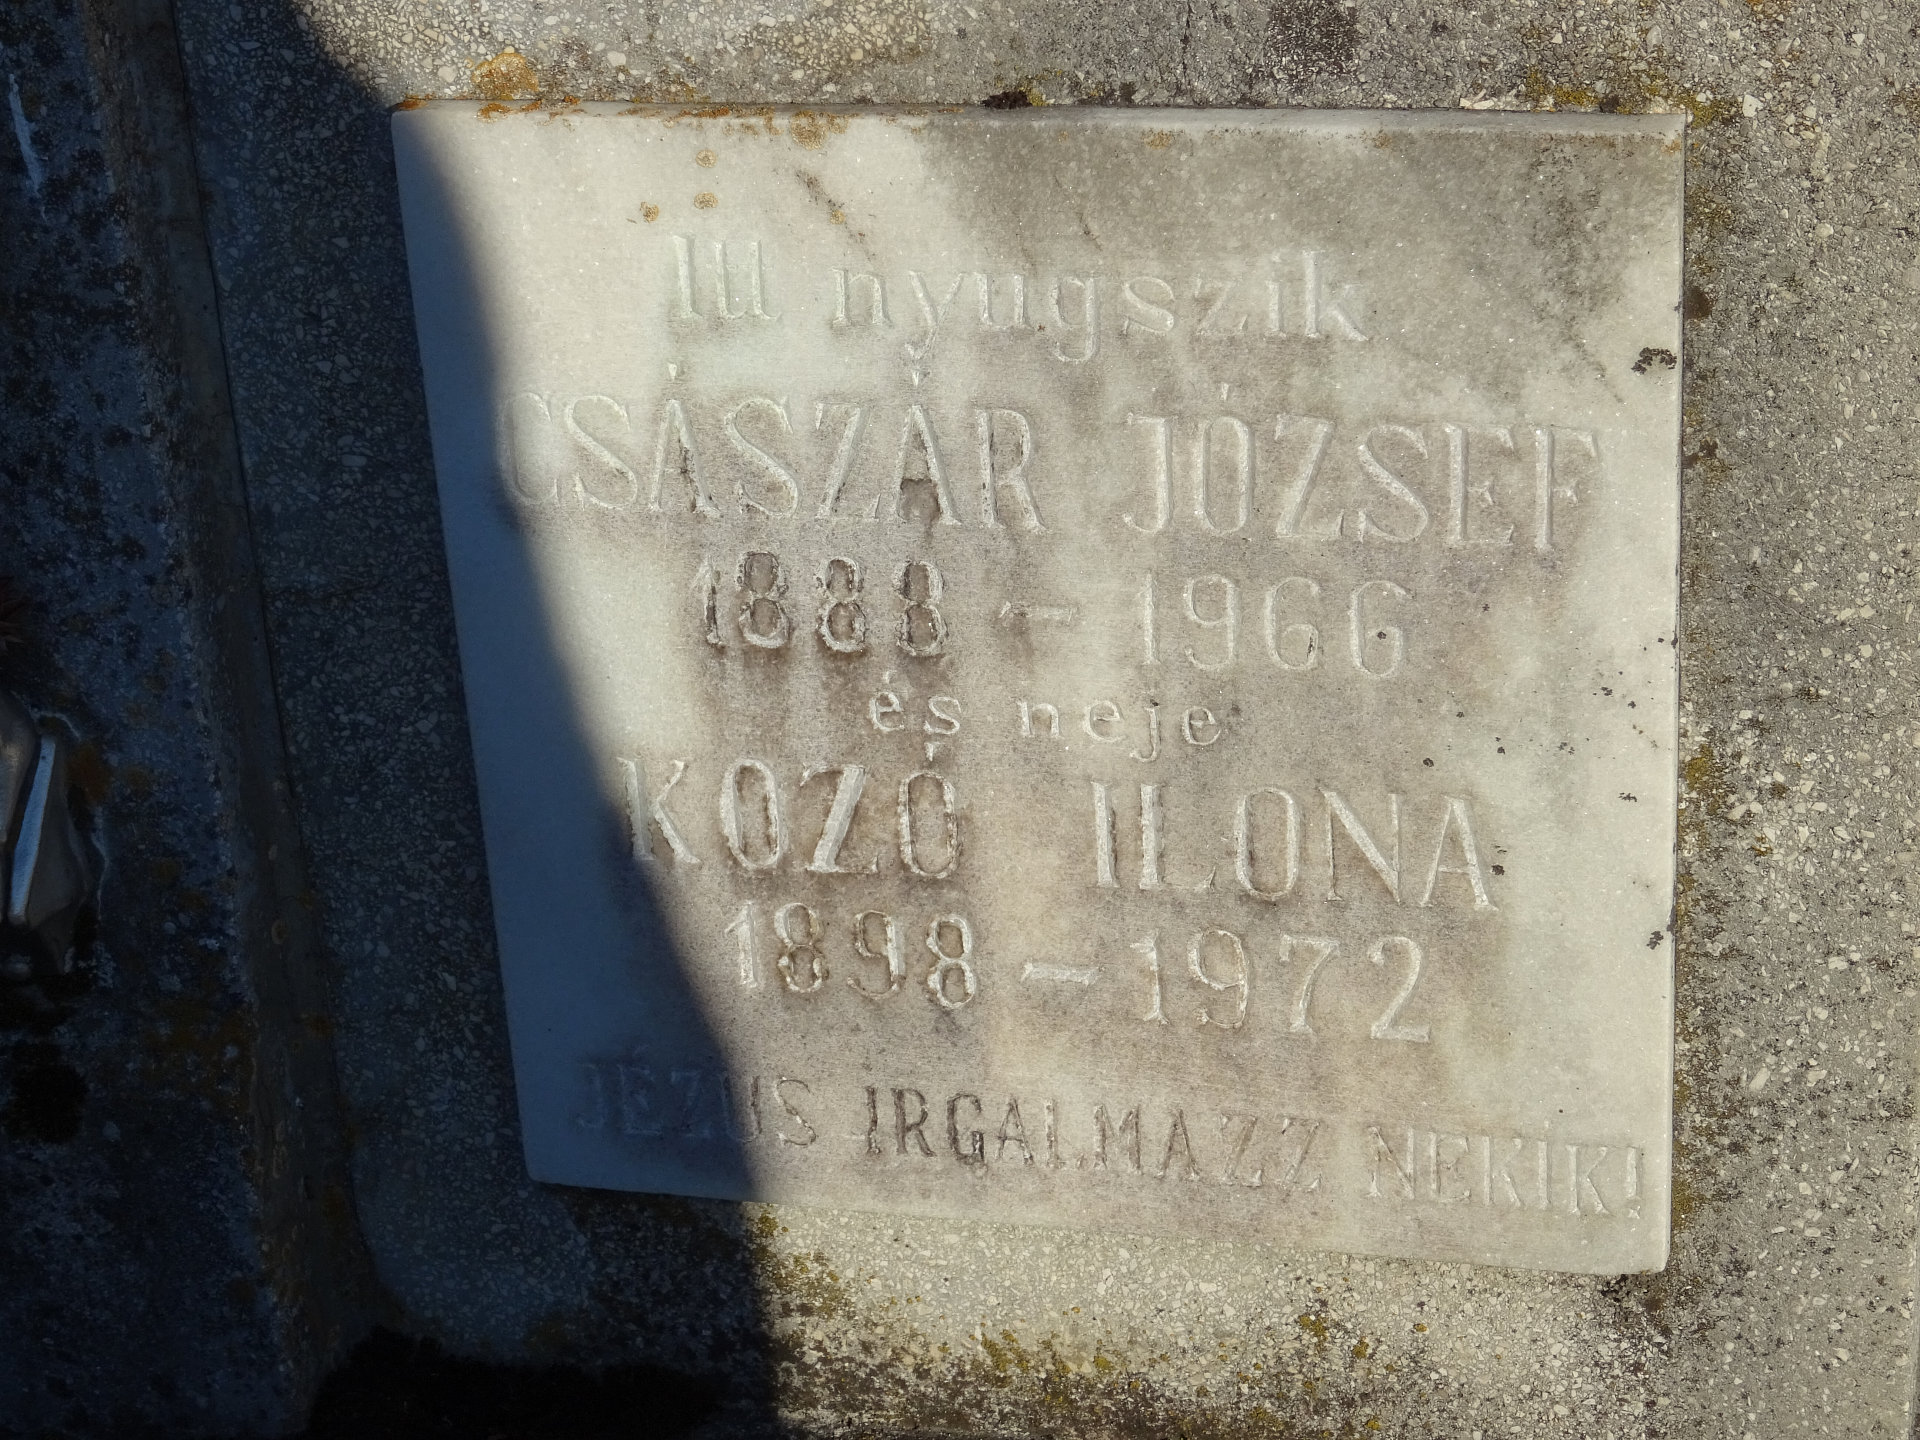 Itt nyugszik
CSÁSZÁR JÓZSEF
1888 - 1966
és neje
KOZÓ ILONA
1898 - 1972
JÉZUS IRGALMAZZ NEKIK!